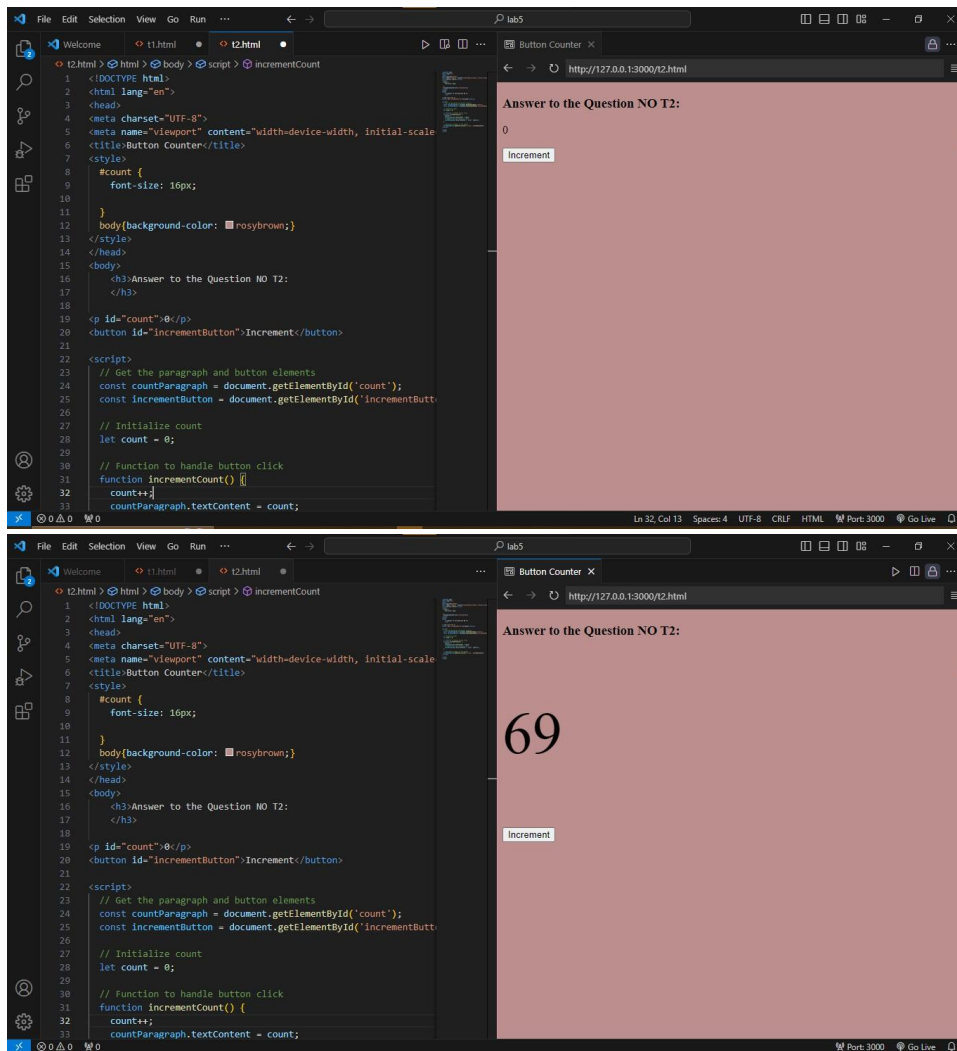 File Edit Selection View Go Run ··· lab5
Welcome t1.html t2.html
t2.html > html > body > script > incrementCount
1 <!DOCTYPE html>
2 <html lang="en">
3 <head>
4 <meta charset="UTF-8">
5 <meta name="viewport" content="width=device-width, initial-scale
6 <title>Button Counter</title>
7 <style>
8 #count {
9 font-size: 16px;
10
11 }
12 body{background-color: rosybrown;}
13 </style>
14 </head>
15 <body>
16 <h3>Answer to the Question NO T2:
17 </h3>
18
19 <p id="count">0</p>
20 <button id="incrementButton">Increment</button>
21
22 <script>
23 // Get the paragraph and button elements
24 const countParagraph = document.getElementById('count');
25 const incrementButton = document.getElementById('incrementButt
26
27 // Initialize count
28 let count = 0;
29
30 // Function to handle button click
31 function incrementCount() {
32 count++;
33 countParagraph.textContent = count;
Button Counter
http://127.0.0.1:3000/t2.html
Answer to the Question NO T2:
0
Increment
2
0 0 0 Ln 32, Col 13 Spaces: 4 UTF-8 CRLF HTML Port: 3000 Go Live
File Edit Selection View Go Run ··· lab5
Welcome t1.html t2.html
t2.html > html > body > script > incrementCount
1 <!DOCTYPE html>
2 <html lang="en">
3 <head>
4 <meta charset="UTF-8">
5 <meta name="viewport" content="width=device-width, initial-scale
6 <title>Button Counter</title>
7 <style>
8 #count {
9 font-size: 16px;
10
11 }
12 body{background-color: rosybrown;}
13 </style>
14 </head>
15 <body>
16 <h3>Answer to the Question NO T2:
17 </h3>
18
19 <p id="count">0</p>
20 <button id="incrementButton">Increment</button>
21
22 <script>
23 // Get the paragraph and button elements
24 const countParagraph = document.getElementById('count');
25 const incrementButton = document.getElementById('incrementButt
26
27 // Initialize count
28 let count = 0;
29
30 // Function to handle button click
31 function incrementCount() {
32 count++;
33 countParagraph.textContent = count;
Button Counter
http://127.0.0.1:3000/t2.html
Answer to the Question NO T2:
69
Increment
2
0 0 0 Port: 3000 Go Live